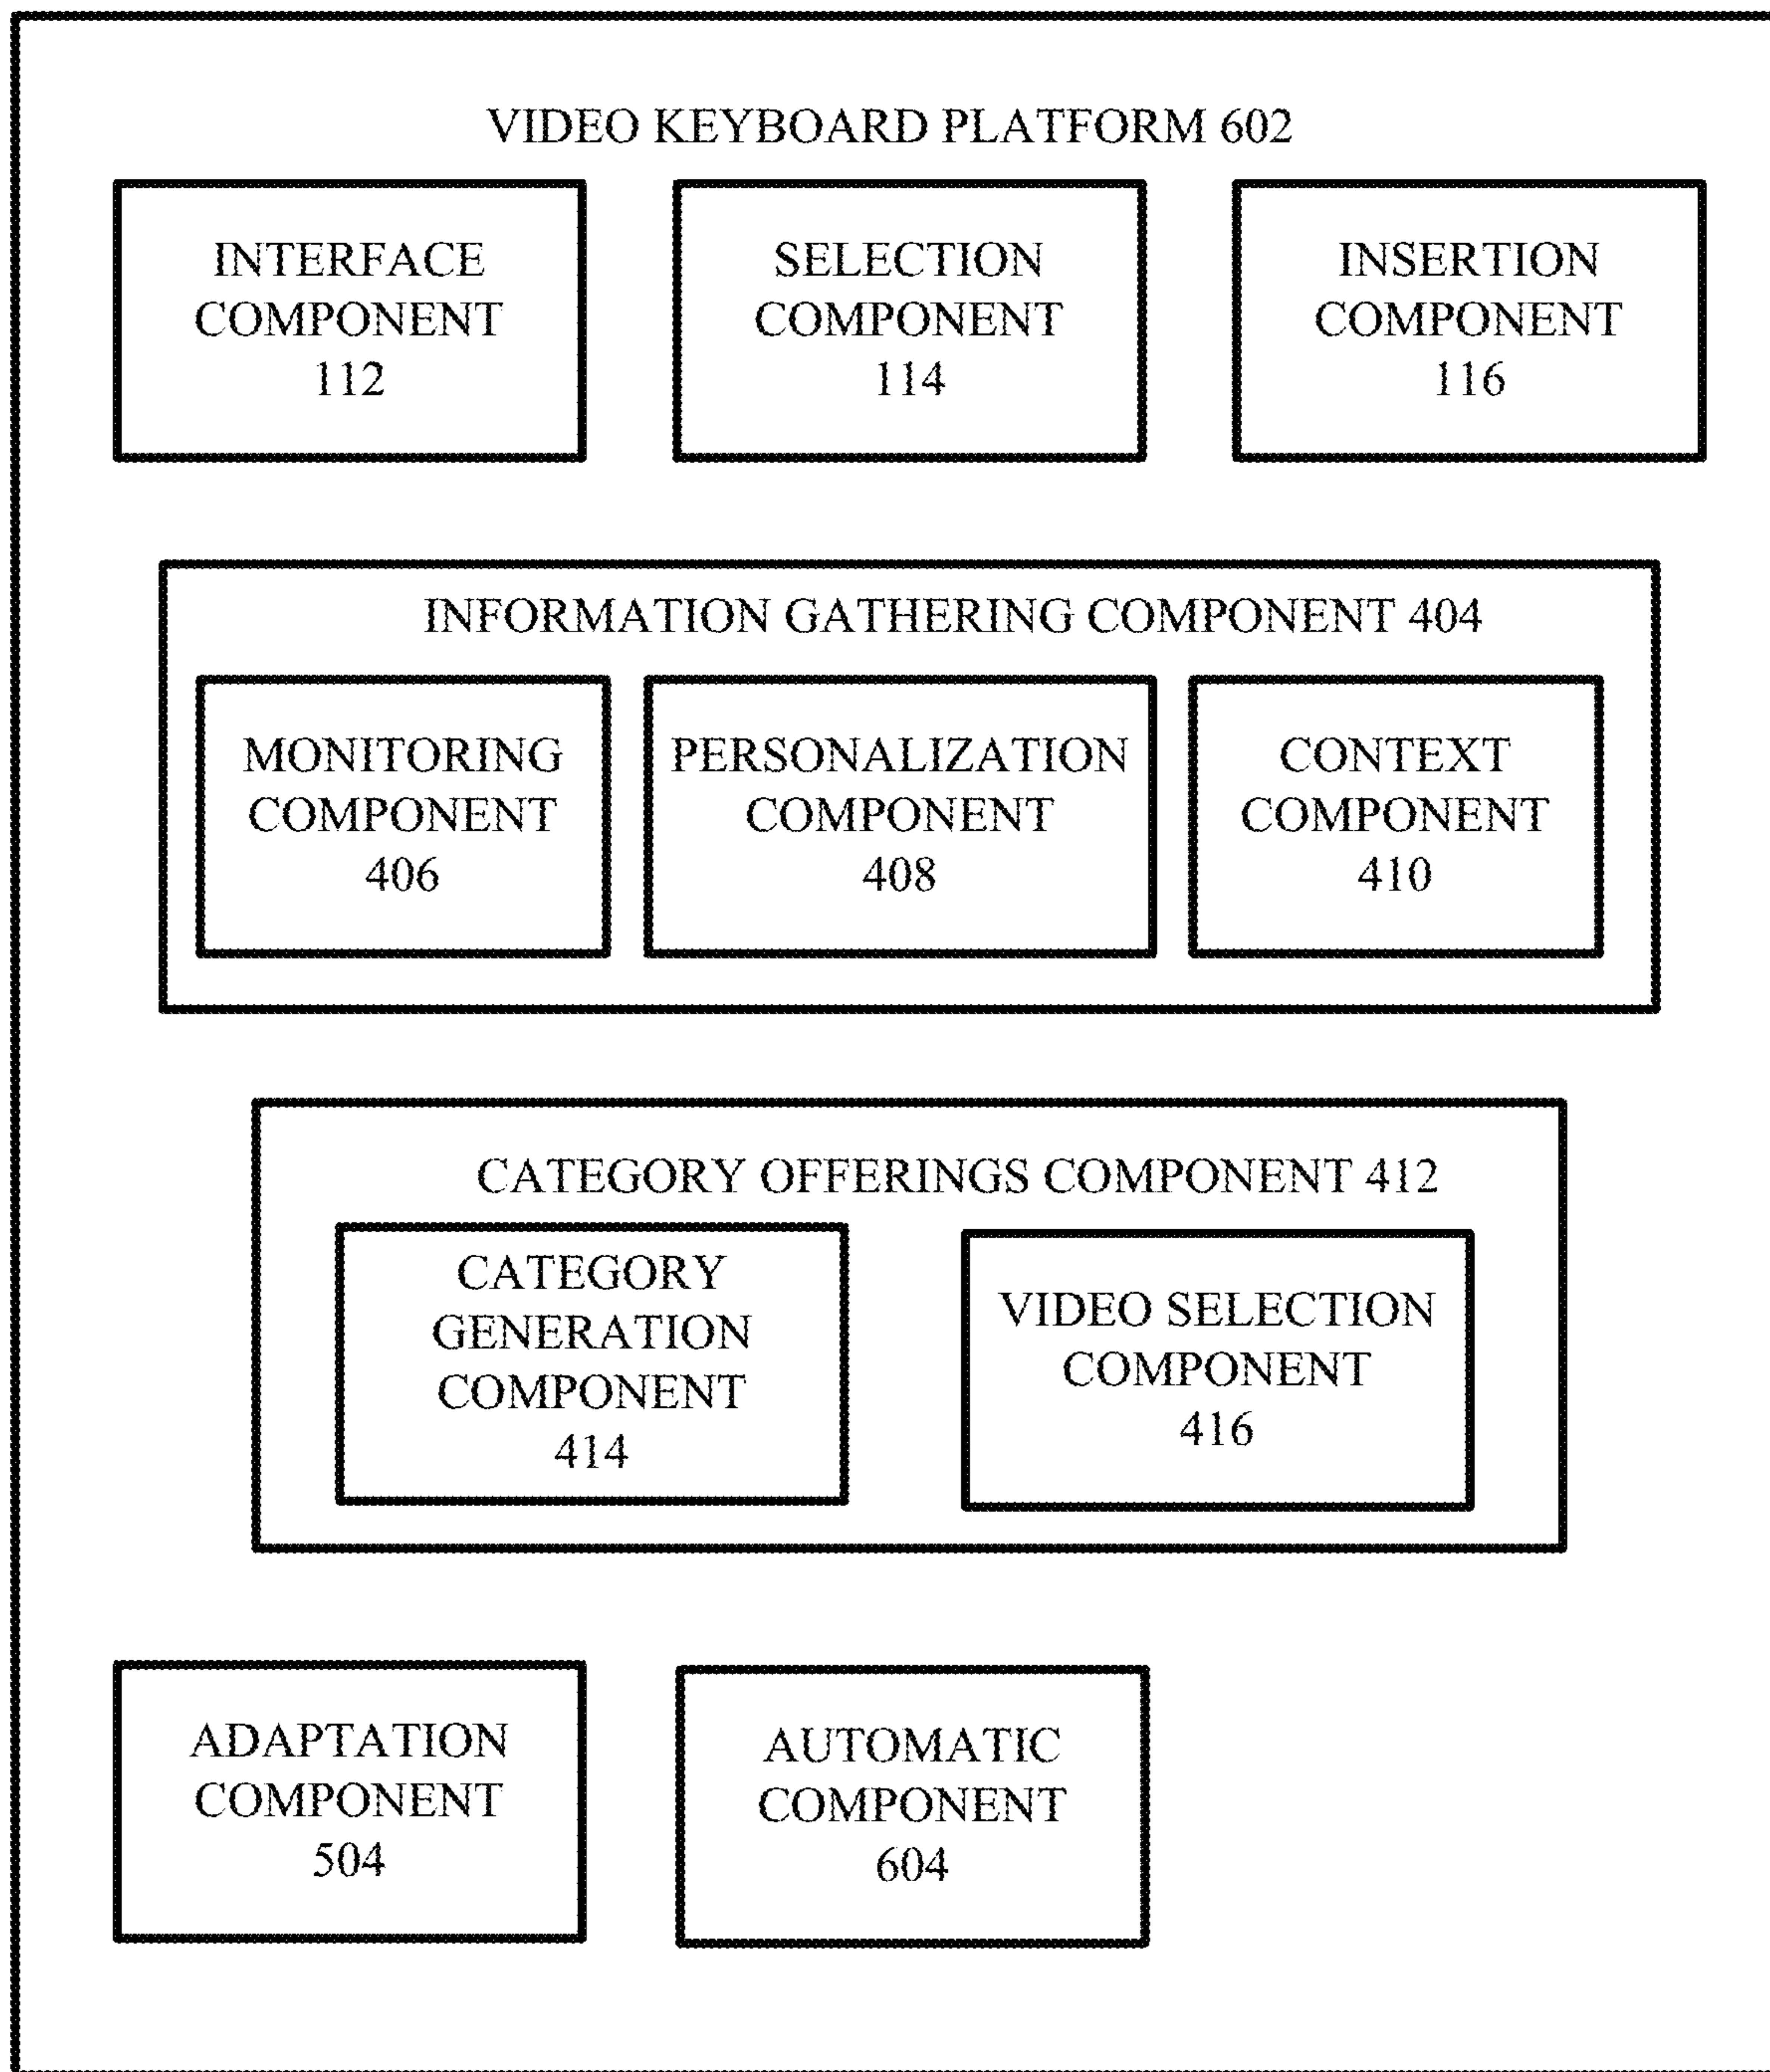 VIDEO KEYBOARD PLATFORM 602
INTERFACE
COMPONENT
112
SELECTION
COMPONENT
114
INSERTION
COMPONENT
116
INFORMATION GATHERING COMPONENT 404
MONITORING
COMPONENT
406
PERSONALIZATION
COMPONENT
408
CONTEXT
COMPONENT
410
CATEGORY OFFERINGS COMPONENT 412
CATEGORY
GENERATION
COMPONENT
414
VIDEO SELECTION
COMPONENT
416
ADAPTATION
COMPONENT
504
AUTOMATIC
COMPONENT
604